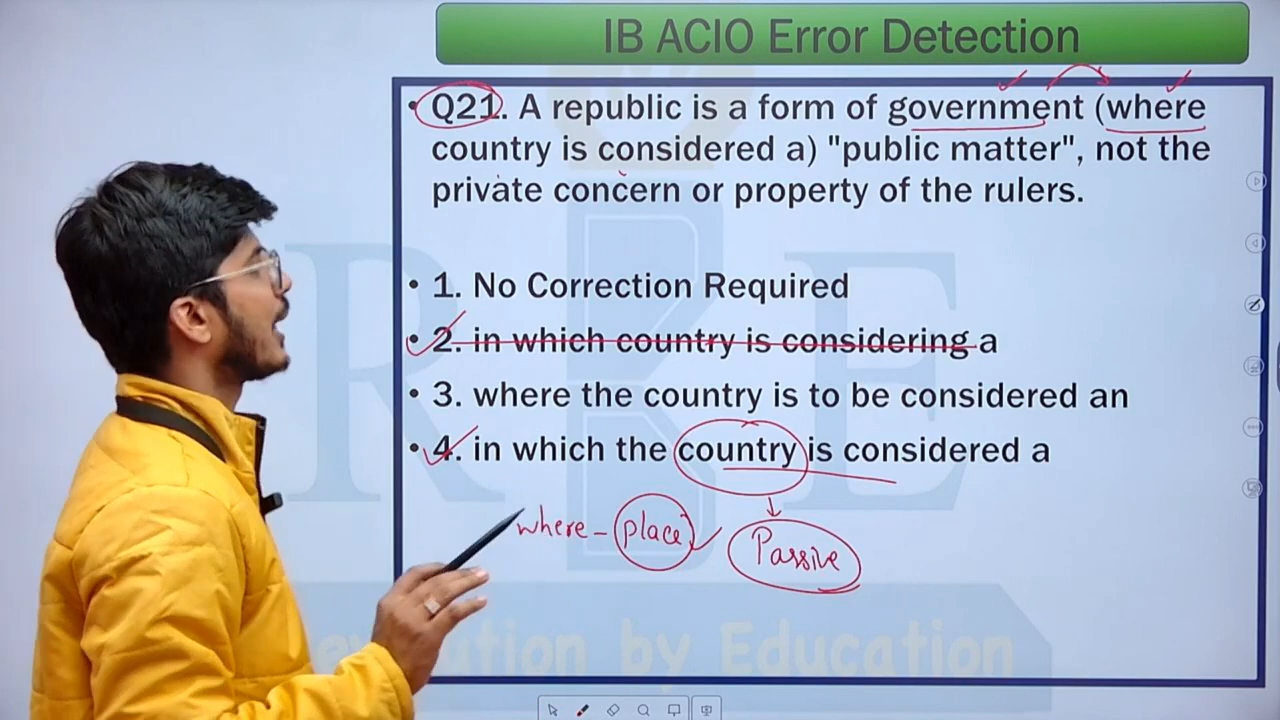 IB ACIO Error Detection
• Q21. A republic is a form of government (where
country is considered a) "public matter", not the
private concern or property of the rulers.
• 1. No Correction Required
• 2. in which country is considering a
• 3. where the country is to be considered an
• 4. in which the country is considered a
where - place
Passive
RBE
Revolution by Education